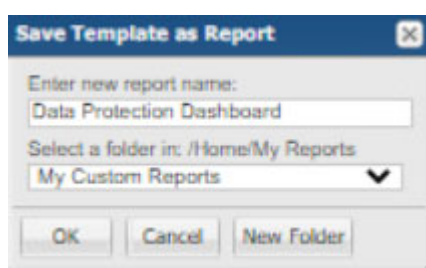 Save Template as Report
Enter new report name:
Data Protection Dashboard
Select a folder in: /Home/My Reports
My Custom Reports
OK Cancel New Folder